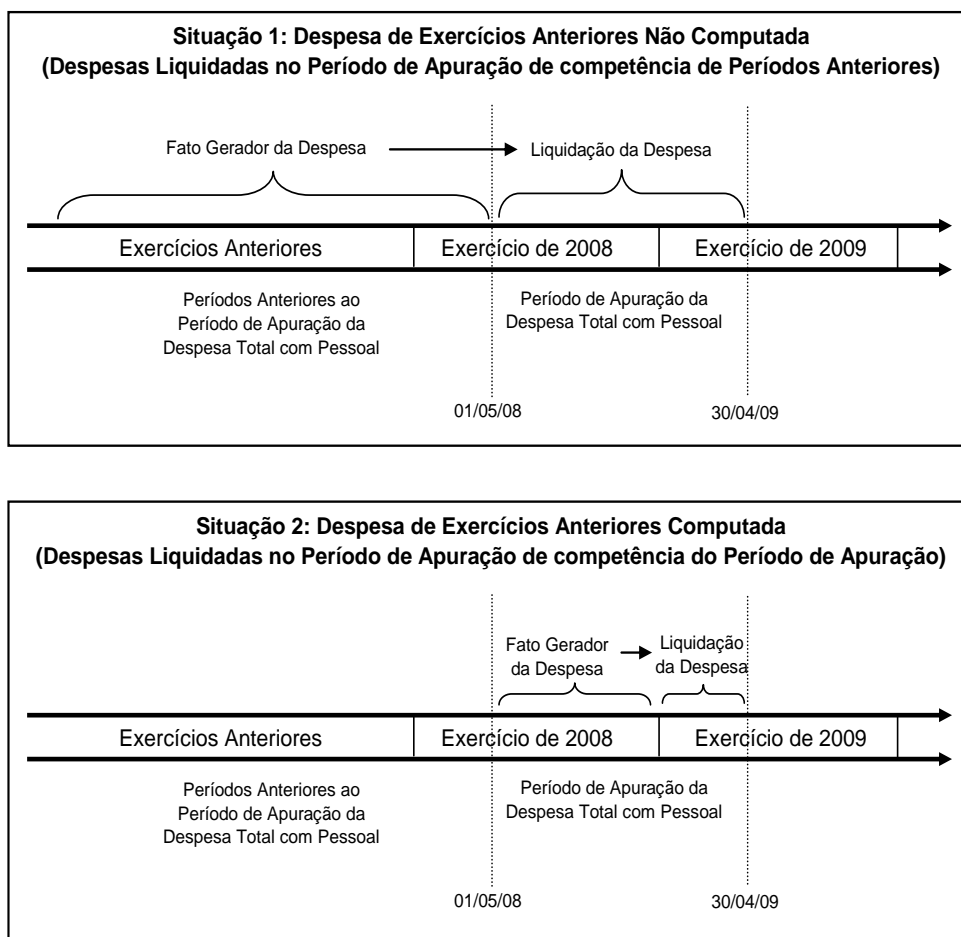 Situação 1: Despesa de Exercícios Anteriores Não Computada
(Despesas Liquidadas no Período de Apuração de competência de Períodos Anteriores)
Fato Gerador da Despesa
Liquidação da Despesa
Exercícios Anteriores
Exercício de 2008
Exercício de 2009
Períodos Anteriores ao
Período de Apuração da
Despesa Total com Pessoal
Período de Apuração da
Despesa Total com Pessoal
01/05/08
30/04/09
Situação 2: Despesa de Exercícios Anteriores Computada
(Despesas Liquidadas no Período de Apuração de competência do Período de Apuração)
Fato Gerador
da Despesa
Liquidação
da Despesa
Exercícios Anteriores
Exercício de 2008
Exercício de 2009
Períodos Anteriores ao
Período de Apuração da
Despesa Total com Pessoal
Período de Apuração da
Despesa Total com Pessoal
01/05/08
30/04/09